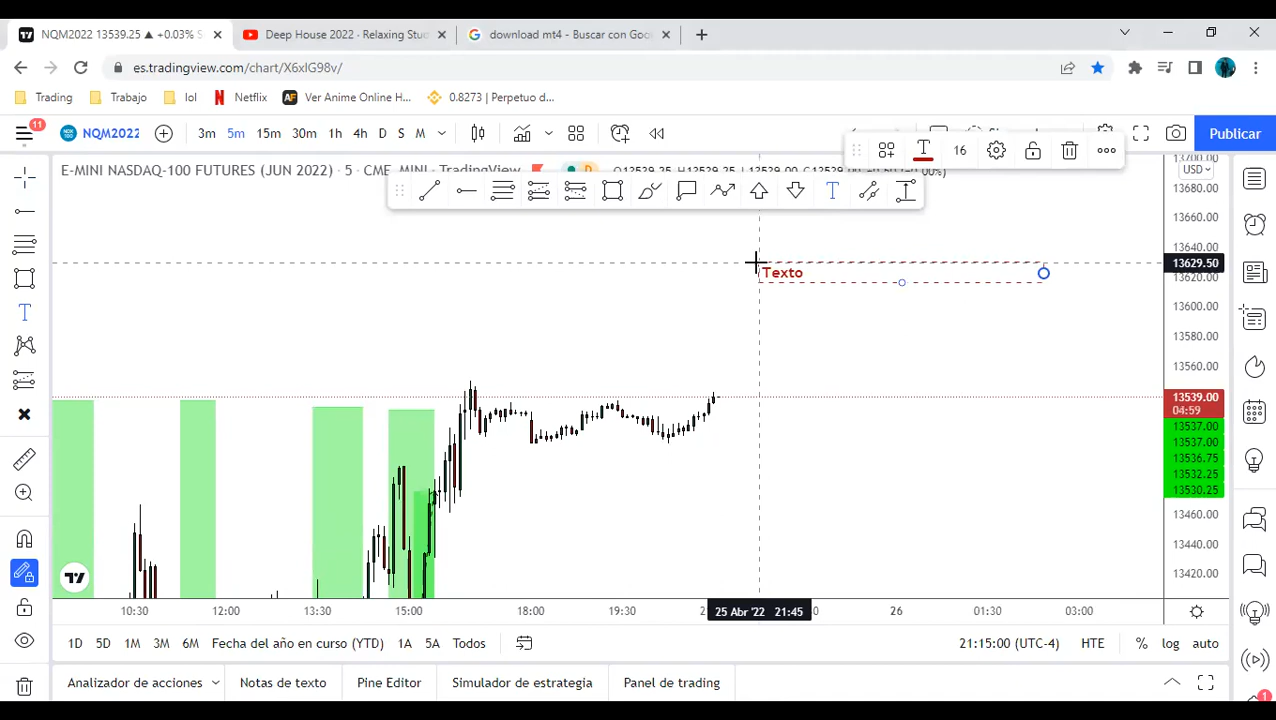 NQM2022 13539.25 ▲ +0.03% S
Deep House 2022 · Relaxing Stu
download mt4 - Buscar con Goo
es.tradingview.com/chart/X6xIG98v/
Trading
Trabajo
lol
Netflix
Ver Anime Online H...
0.8273 | Perpetuo d...
11
NQM2022
3m
5m
15m
30m
1h
4h
D
S
M
Publicar
T
16
E-MINI NASDAQ-100 FUTURES (JUN 2022) · 5 · CME_MINI · TradingView
D
USD
T
Texto
13680.00
13660.00
13640.00
13629.50
13620.00
13600.00
13580.00
13560.00
13539.00
04:59
13537.00
13537.00
13536.75
13532.25
13530.25
13460.00
13440.00
13420.00
10:30
12:00
13:30
15:00
18:00
19:30
25 Abr '22 21:45
26
01:30
03:00
1D
5D
1M
3M
6M
Fecha del año en curso (YTD)
1A
5A
Todos
21:15:00 (UTC-4)
HTE
%
log
auto
Analizador de acciones
Notas de texto
Pine Editor
Simulador de estrategia
Panel de trading
1